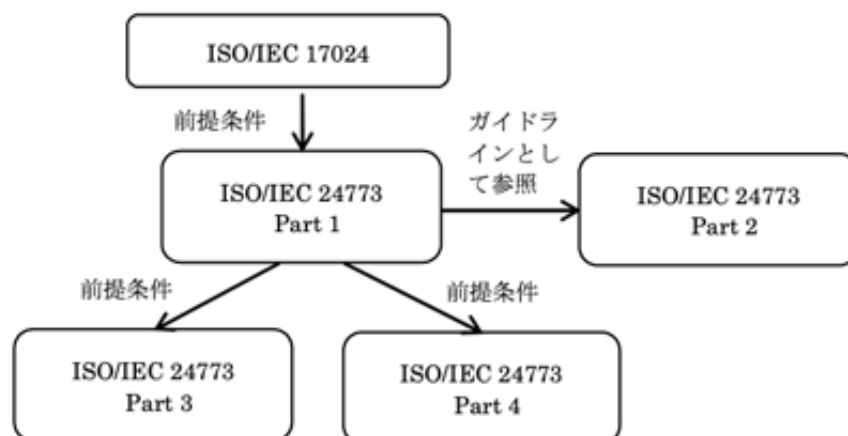 ISO/IEC 17024
前提条件
ガイドラ
インとし
て参照
ISO/IEC 24773
Part 1
ISO/IEC 24773
Part 2
前提条件
前提条件
ISO/IEC 24773
Part 3
ISO/IEC 24773
Part 4